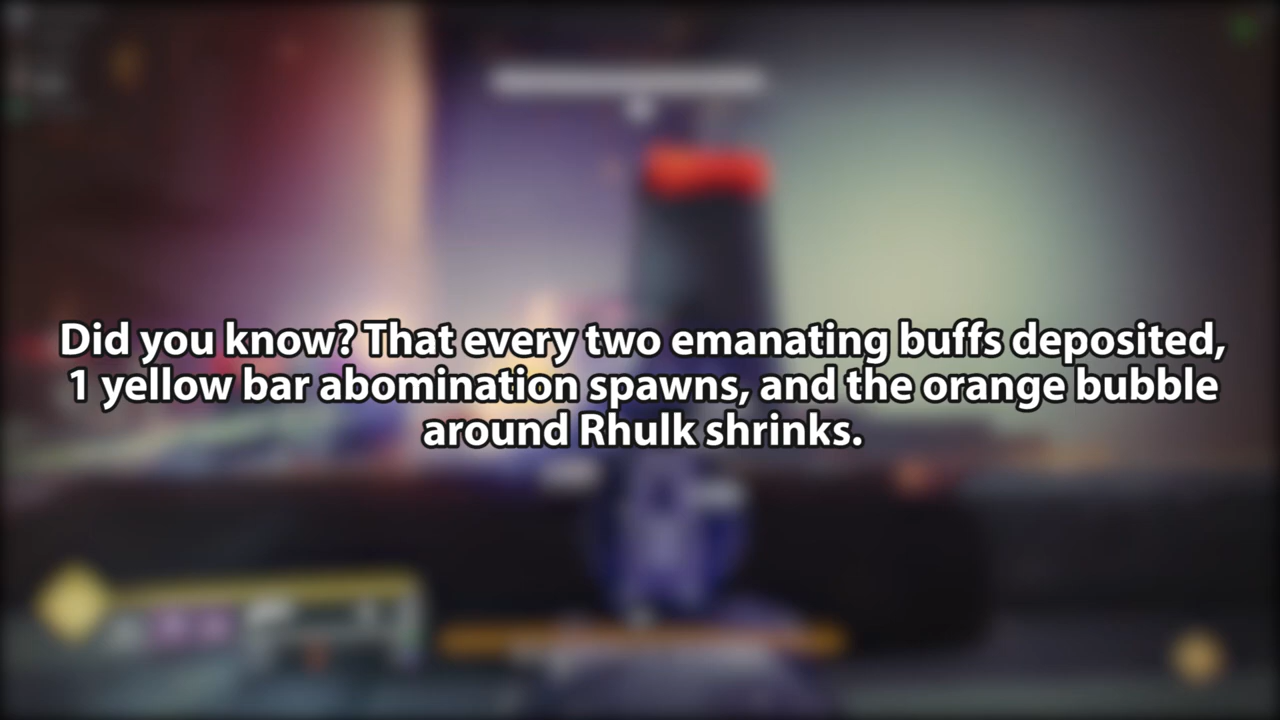 Did you know? That every two emanating buffs deposited,
1 yellow bar abomination spawns, and the orange bubble
around Rhulk shrinks.